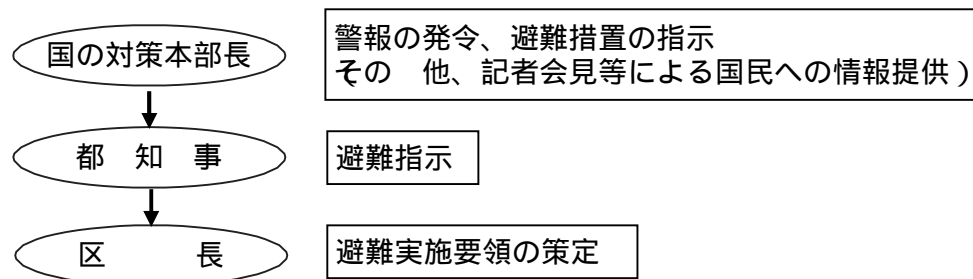 国の対策本部長
警報の発令、避難措置の指示
その　他、記者会見等による国民への情報提供）
都　知　事
避難指示
区　　　長
避難実施要領の策定